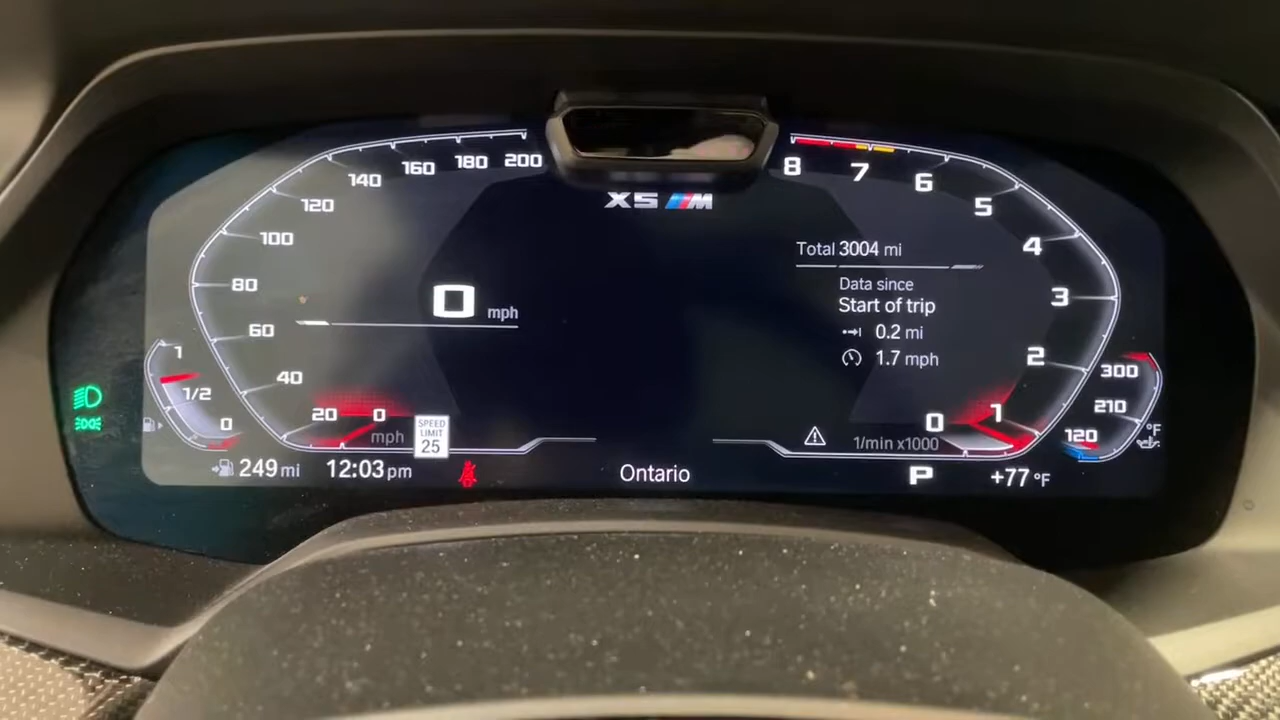 200
180
160
140
120
100
80
60
40
20
0
mph
0 mph
1
1/2
0
SPEED
LIMIT
25
249 mi
12:03 pm
X5 M
Ontario
Total 3004 mi
Data since
Start of trip
0.2 mi
1.7 mph
8
7
6
5
4
3
2
1
0
1/min x1000
P
+77 °F
300
210
120
°F